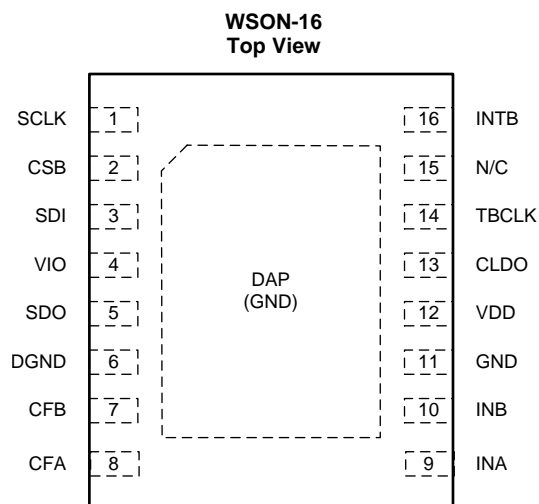 WSON-16
Top View
SCLK 1 16 INTB
CSB 2 15 N/C
SDI 3 14 TBCLK
VIO 4 13 CLDO
DAP
(GND)
SDO 5 12 VDD
DGND 6 11 GND
CFB 7 10 INB
CFA 8 9 INA